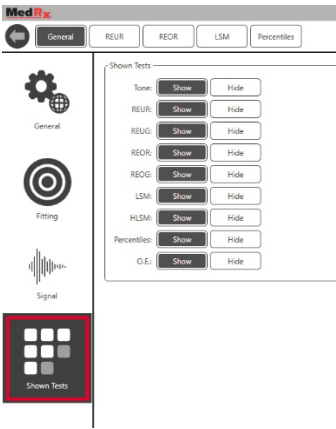 MedRx
General REUR REOR LSM Percentiles
Shown Tests
Tone: Show Hide
REUR: Show Hide
REUG: Show Hide
REOR: Show Hide
REOG: Show Hide
LSM: Show Hide
HLSM: Show Hide
Percentiles: Show Hide
O.E.: Show Hide
General
Fitting
Signal
Shown Tests